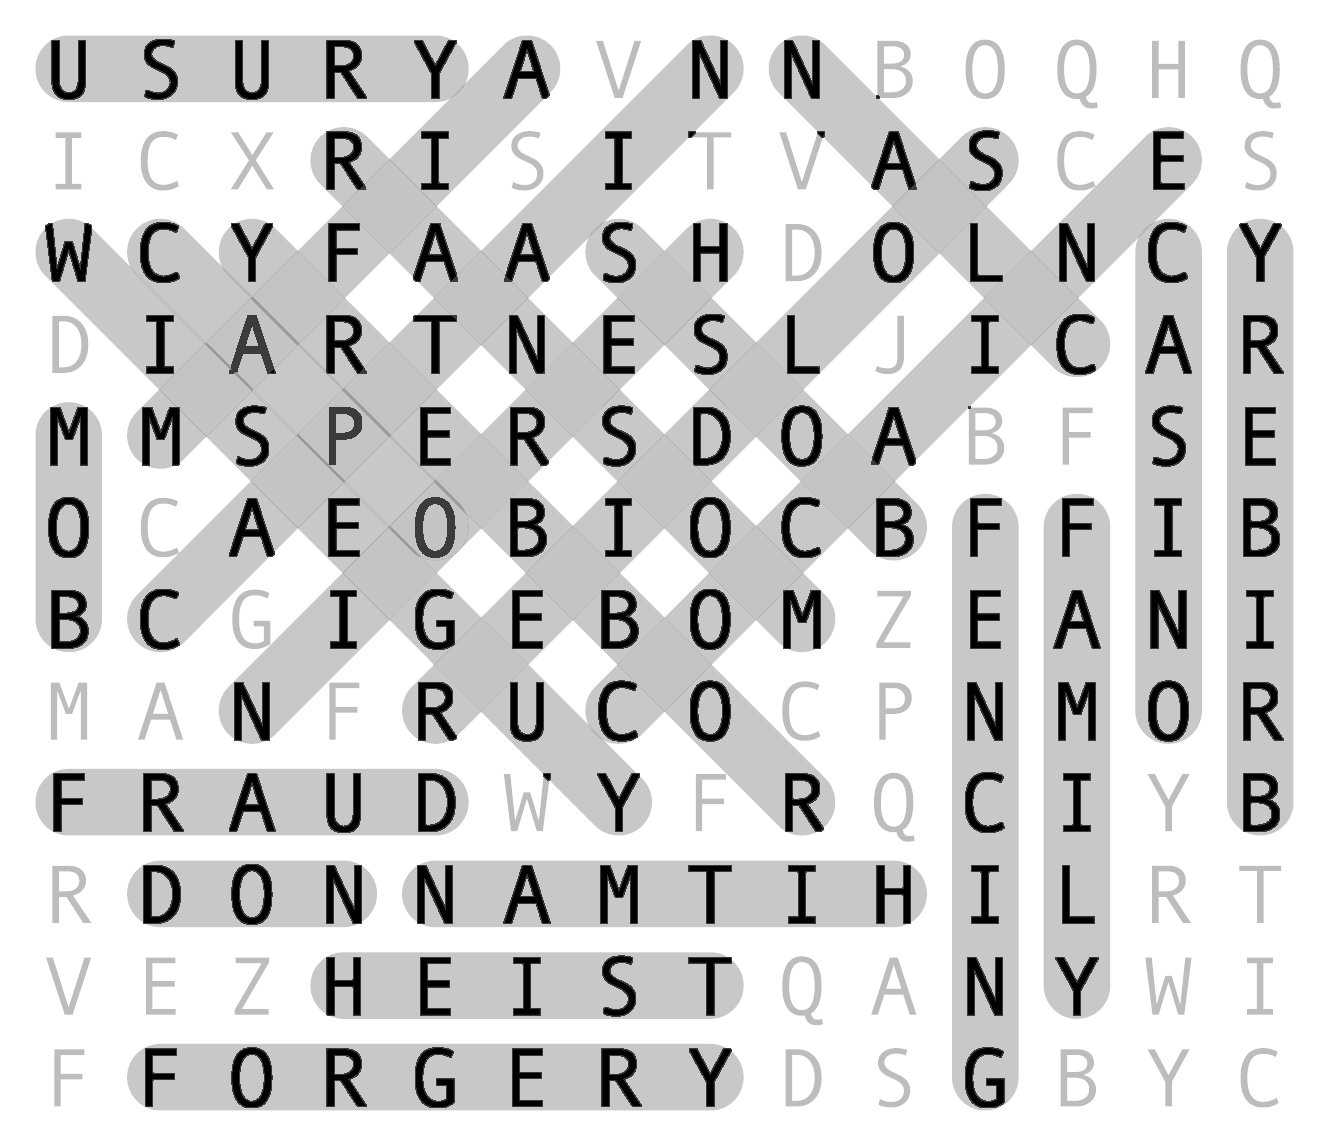 U S U R Y A V N N B O Q H Q
I C X R I S I T V A S C E S
W C Y F A A S H D O L N C Y
D I A R T N E S L J I C A R
M M S P E R S D O A B F S E
O C A E O B I O C B F F I B
B C G I G E B O M Z E A N I
M A N F R U C O C P N M O R
F R A U D W Y F R Q C I Y B
R D O N N A M T I H I L R T
V E Z H E I S T Q A N Y W I
F F O R G E R Y D S G B Y C